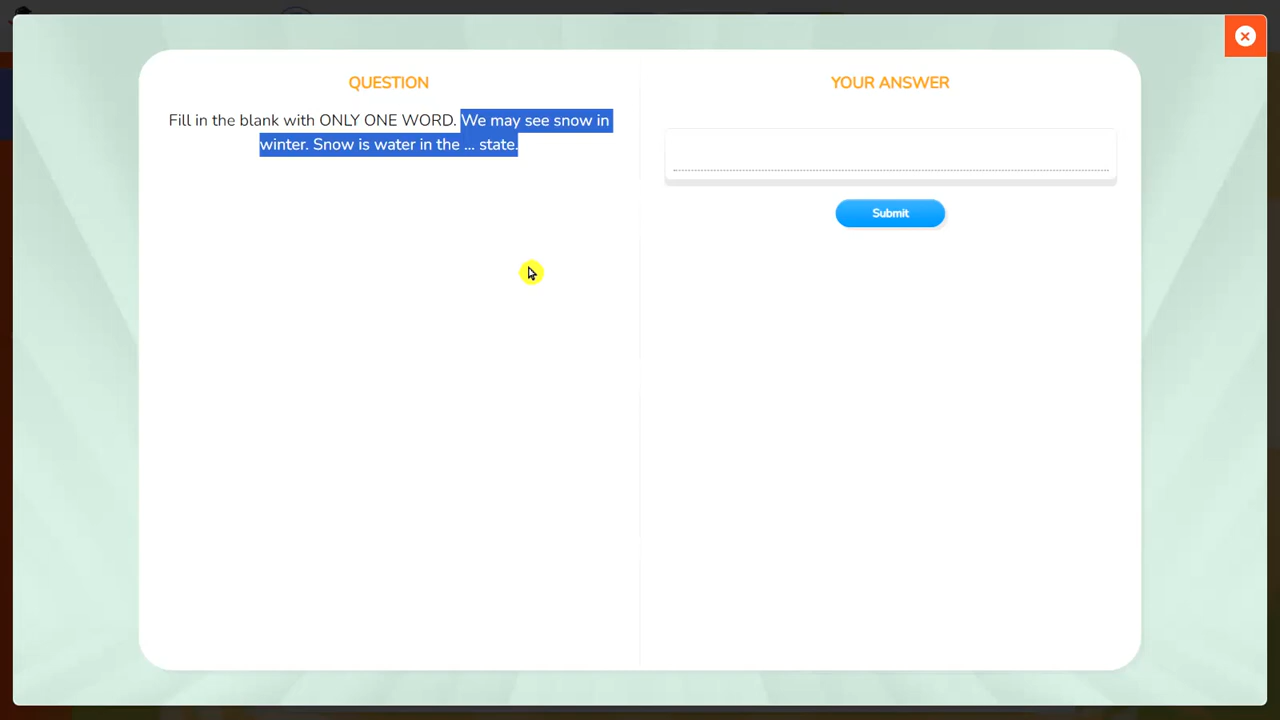 QUESTION
Fill in the blank with ONLY ONE WORD. We may see snow in
winter. Snow is water in the ... state.
YOUR ANSWER
Submit